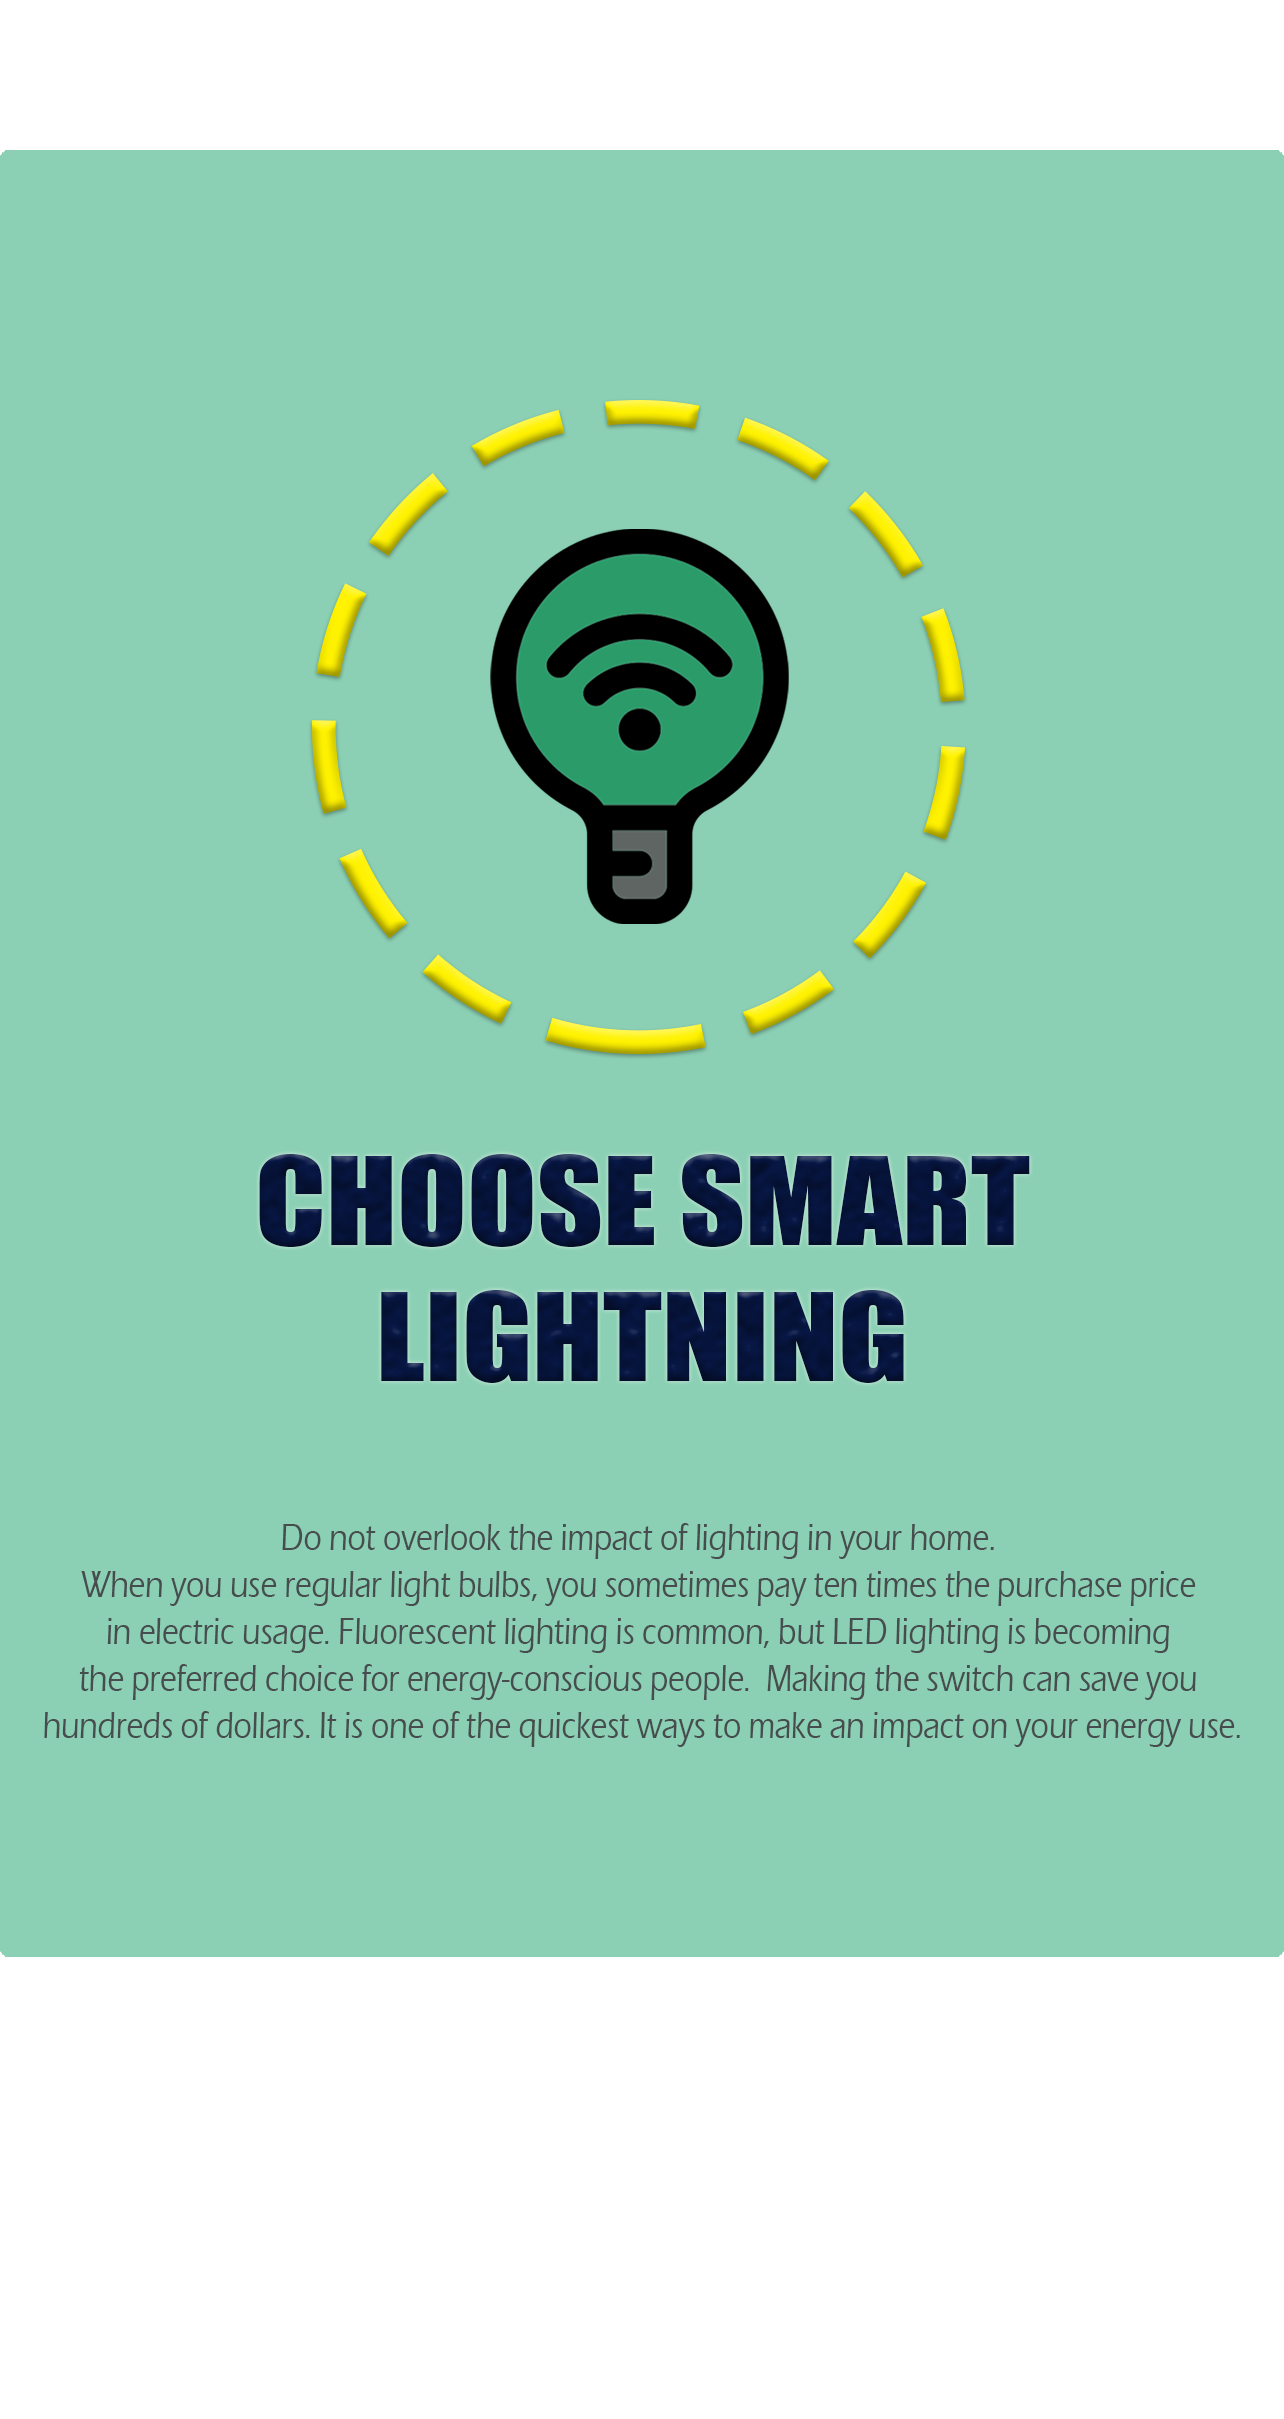 CHOOSE SMART
LIGHTNING
Do not overlook the impact of lighting in your home.
When you use regular light bulbs, you sometimes pay ten times the purchase price
in electric usage. Fluorescent lighting is common, but LED lighting is becoming
the preferred choice for energy-conscious people.  Making the switch can save you
hundreds of dollars. It is one of the quickest ways to make an impact on your energy use.